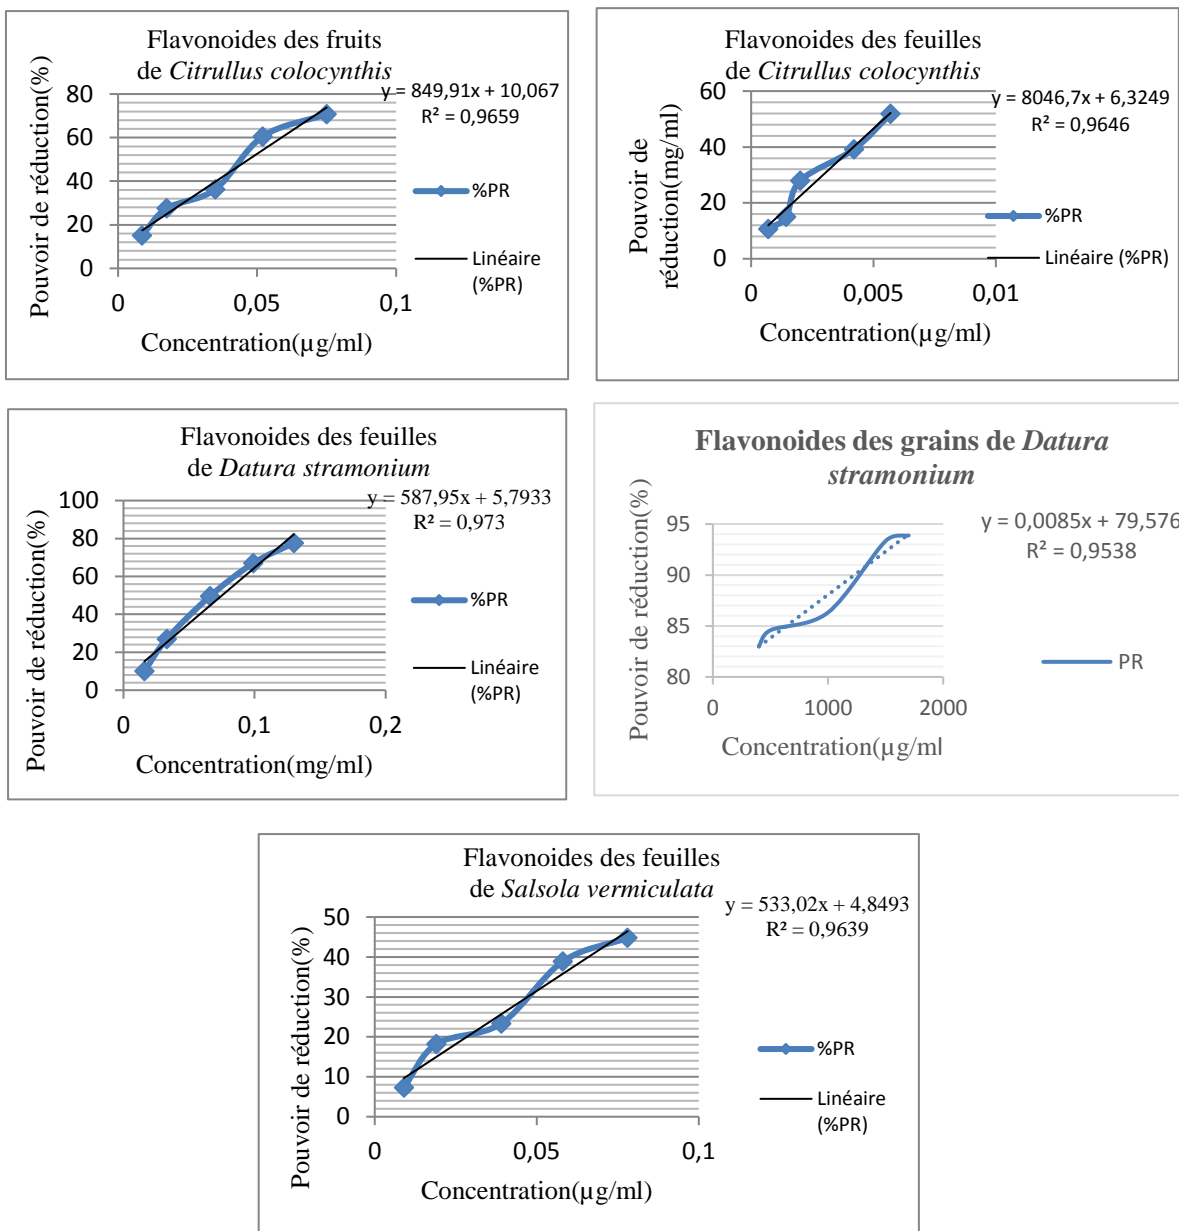 Flavonoides des fruits
de Citrullus colocynthis
y = 849,91x + 10,067
R² = 0,9659
Pouvoir de réduction(%)
80
60
40
20
0
0
0,05
0,1
Concentration(µg/ml)
%PR
Linéaire
(%PR)
Flavonoides des feuilles
de Citrullus colocynthis
y = 8046,7x + 6,3249
R² = 0,9646
Pouvoir de
réduction(mg/ml)
60
40
20
0
0
0,005
0,01
Concentration(µg/ml)
%PR
Linéaire (%PR)
Flavonoides des feuilles
de Datura stramonium
y = 587,95x + 5,7933
R² = 0,973
Pouvoir de réduction(%)
100
80
60
40
20
0
0
0,1
0,2
Concentration(mg/ml)
%PR
Linéaire
(%PR)
Flavonoides des grains de Datura
stramonium
y = 0,0085x + 79,576
R² = 0,9538
Pouvoir de réduction(%)
95
90
85
80
0
1000
2000
Concentration(µg/ml
PR
Flavonoides des feuilles
de Salsola vermiculata
y = 533,02x + 4,8493
R² = 0,9639
Pouvoir de réduction(%)
50
40
30
20
10
0
0
0,05
0,1
Concentration(µg/ml)
%PR
Linéaire
(%PR)